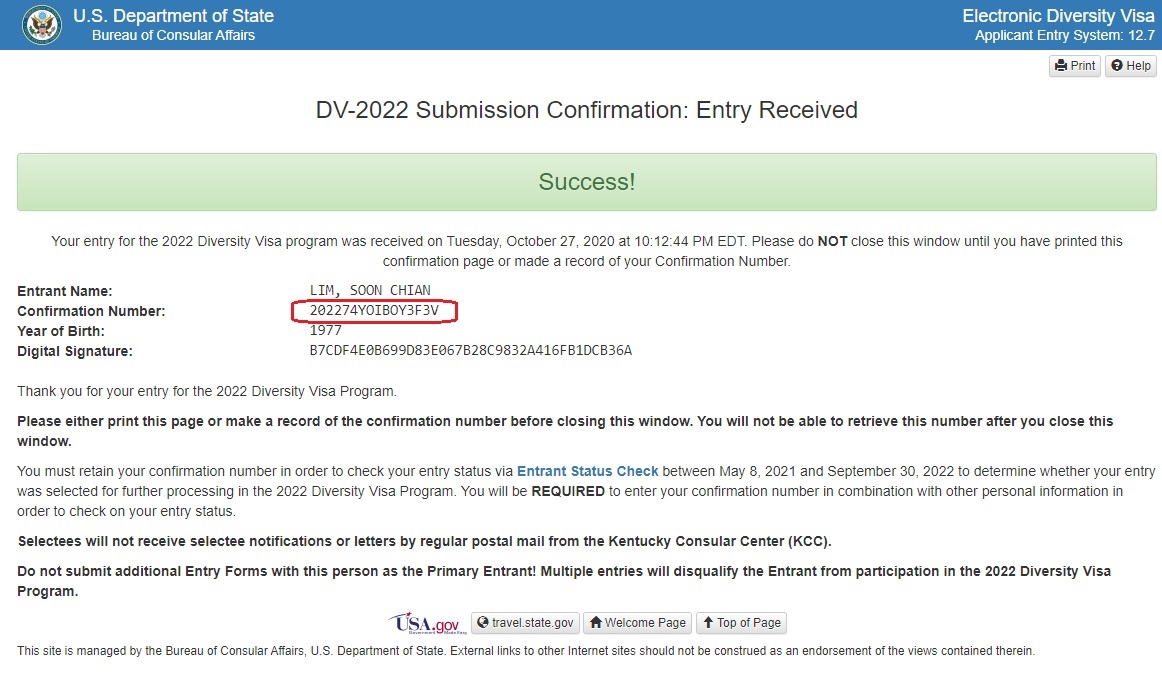 U.S. Department of State
Bureau of Consular Affairs
Electronic Diversity Visa
Applicant Entry System: 12.7
Print
Help
DV-2022 Submission Confirmation: Entry Received
Success!
Your entry for the 2022 Diversity Visa program was received on Tuesday, October 27, 2020 at 10:12:44 PM EDT. Please do NOT close this window until you have printed this
confirmation page or made a record of your Confirmation Number.
Entrant Name: LIM, SOON CHIAN
Confirmation Number: 202274YOIBOY3F3V
Year of Birth: 1977
Digital Signature: B7CDF4E0B699D83E067B28C9832A416FB1DCB36A
Thank you for your entry for the 2022 Diversity Visa Program.
Please either print this page or make a record of the confirmation number before closing this window. You will not be able to retrieve this number after you close this
window.
You must retain your confirmation number in order to check your entry status via Entrant Status Check between May 8, 2021 and September 30, 2022 to determine whether your entry
was selected for further processing in the 2022 Diversity Visa Program. You will be REQUIRED to enter your confirmation number in combination with other personal information in
order to check on your entry status.
Selectees will not receive selectee notifications or letters by regular postal mail from the Kentucky Consular Center (KCC).
Do not submit additional Entry Forms with this person as the Primary Entrant! Multiple entries will disqualify the Entrant from participation in the 2022 Diversity Visa
Program.
USA.gov
Government Made Easy
travel.state.gov
Welcome Page
Top of Page
This site is managed by the Bureau of Consular Affairs, U.S. Department of State. External links to other Internet sites should not be construed as an endorsement of the views contained therein.